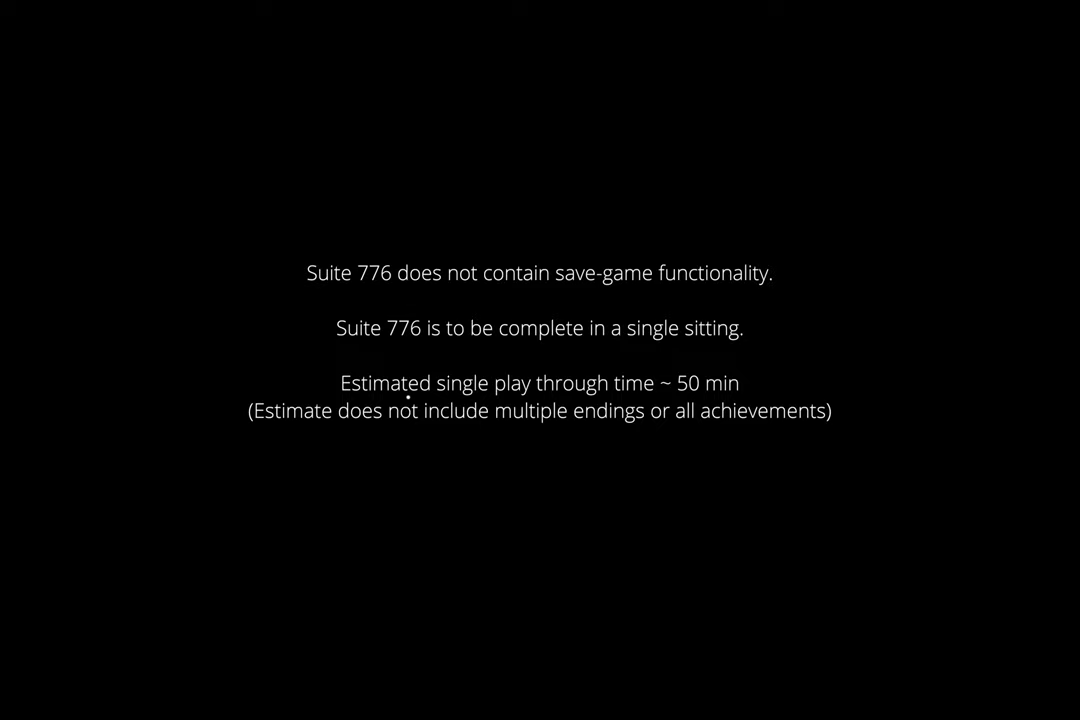 Suite 776 does not contain save-game functionality.
Suite 776 is to be complete in a single sitting.
Estimated single play through time ~ 50 min
(Estimate does not include multiple endings or all achievements)